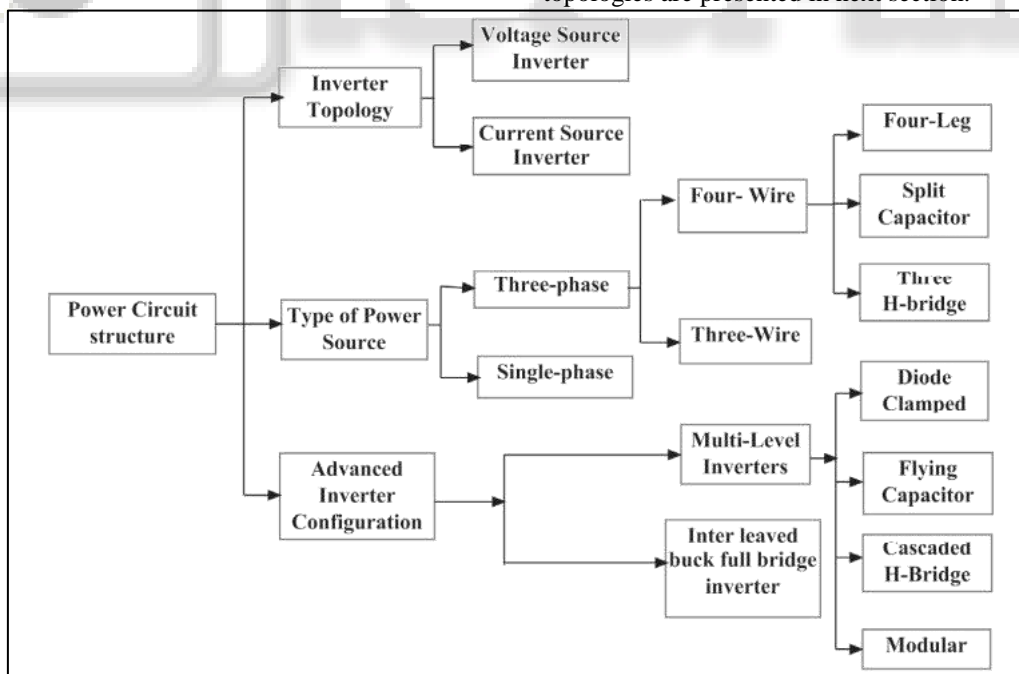 topologies are presented in next section.
Voltage Source
Inverter
Inverter
Topology
Current Source
Inverter
Four-Leg
Four- Wire
Split
Capacitor
Three
H-bridge
Three-phase
Power Circuit
structure
Type of Power
Source
Three-Wire
Single-phase
Diode
Clamped
Multi-Level
Inverters
Advanced
Inverter
Configuration
Flying
Capacitor
Inter leaved
buck full bridge
inverter
Cascaded
H-Bridge
Modular